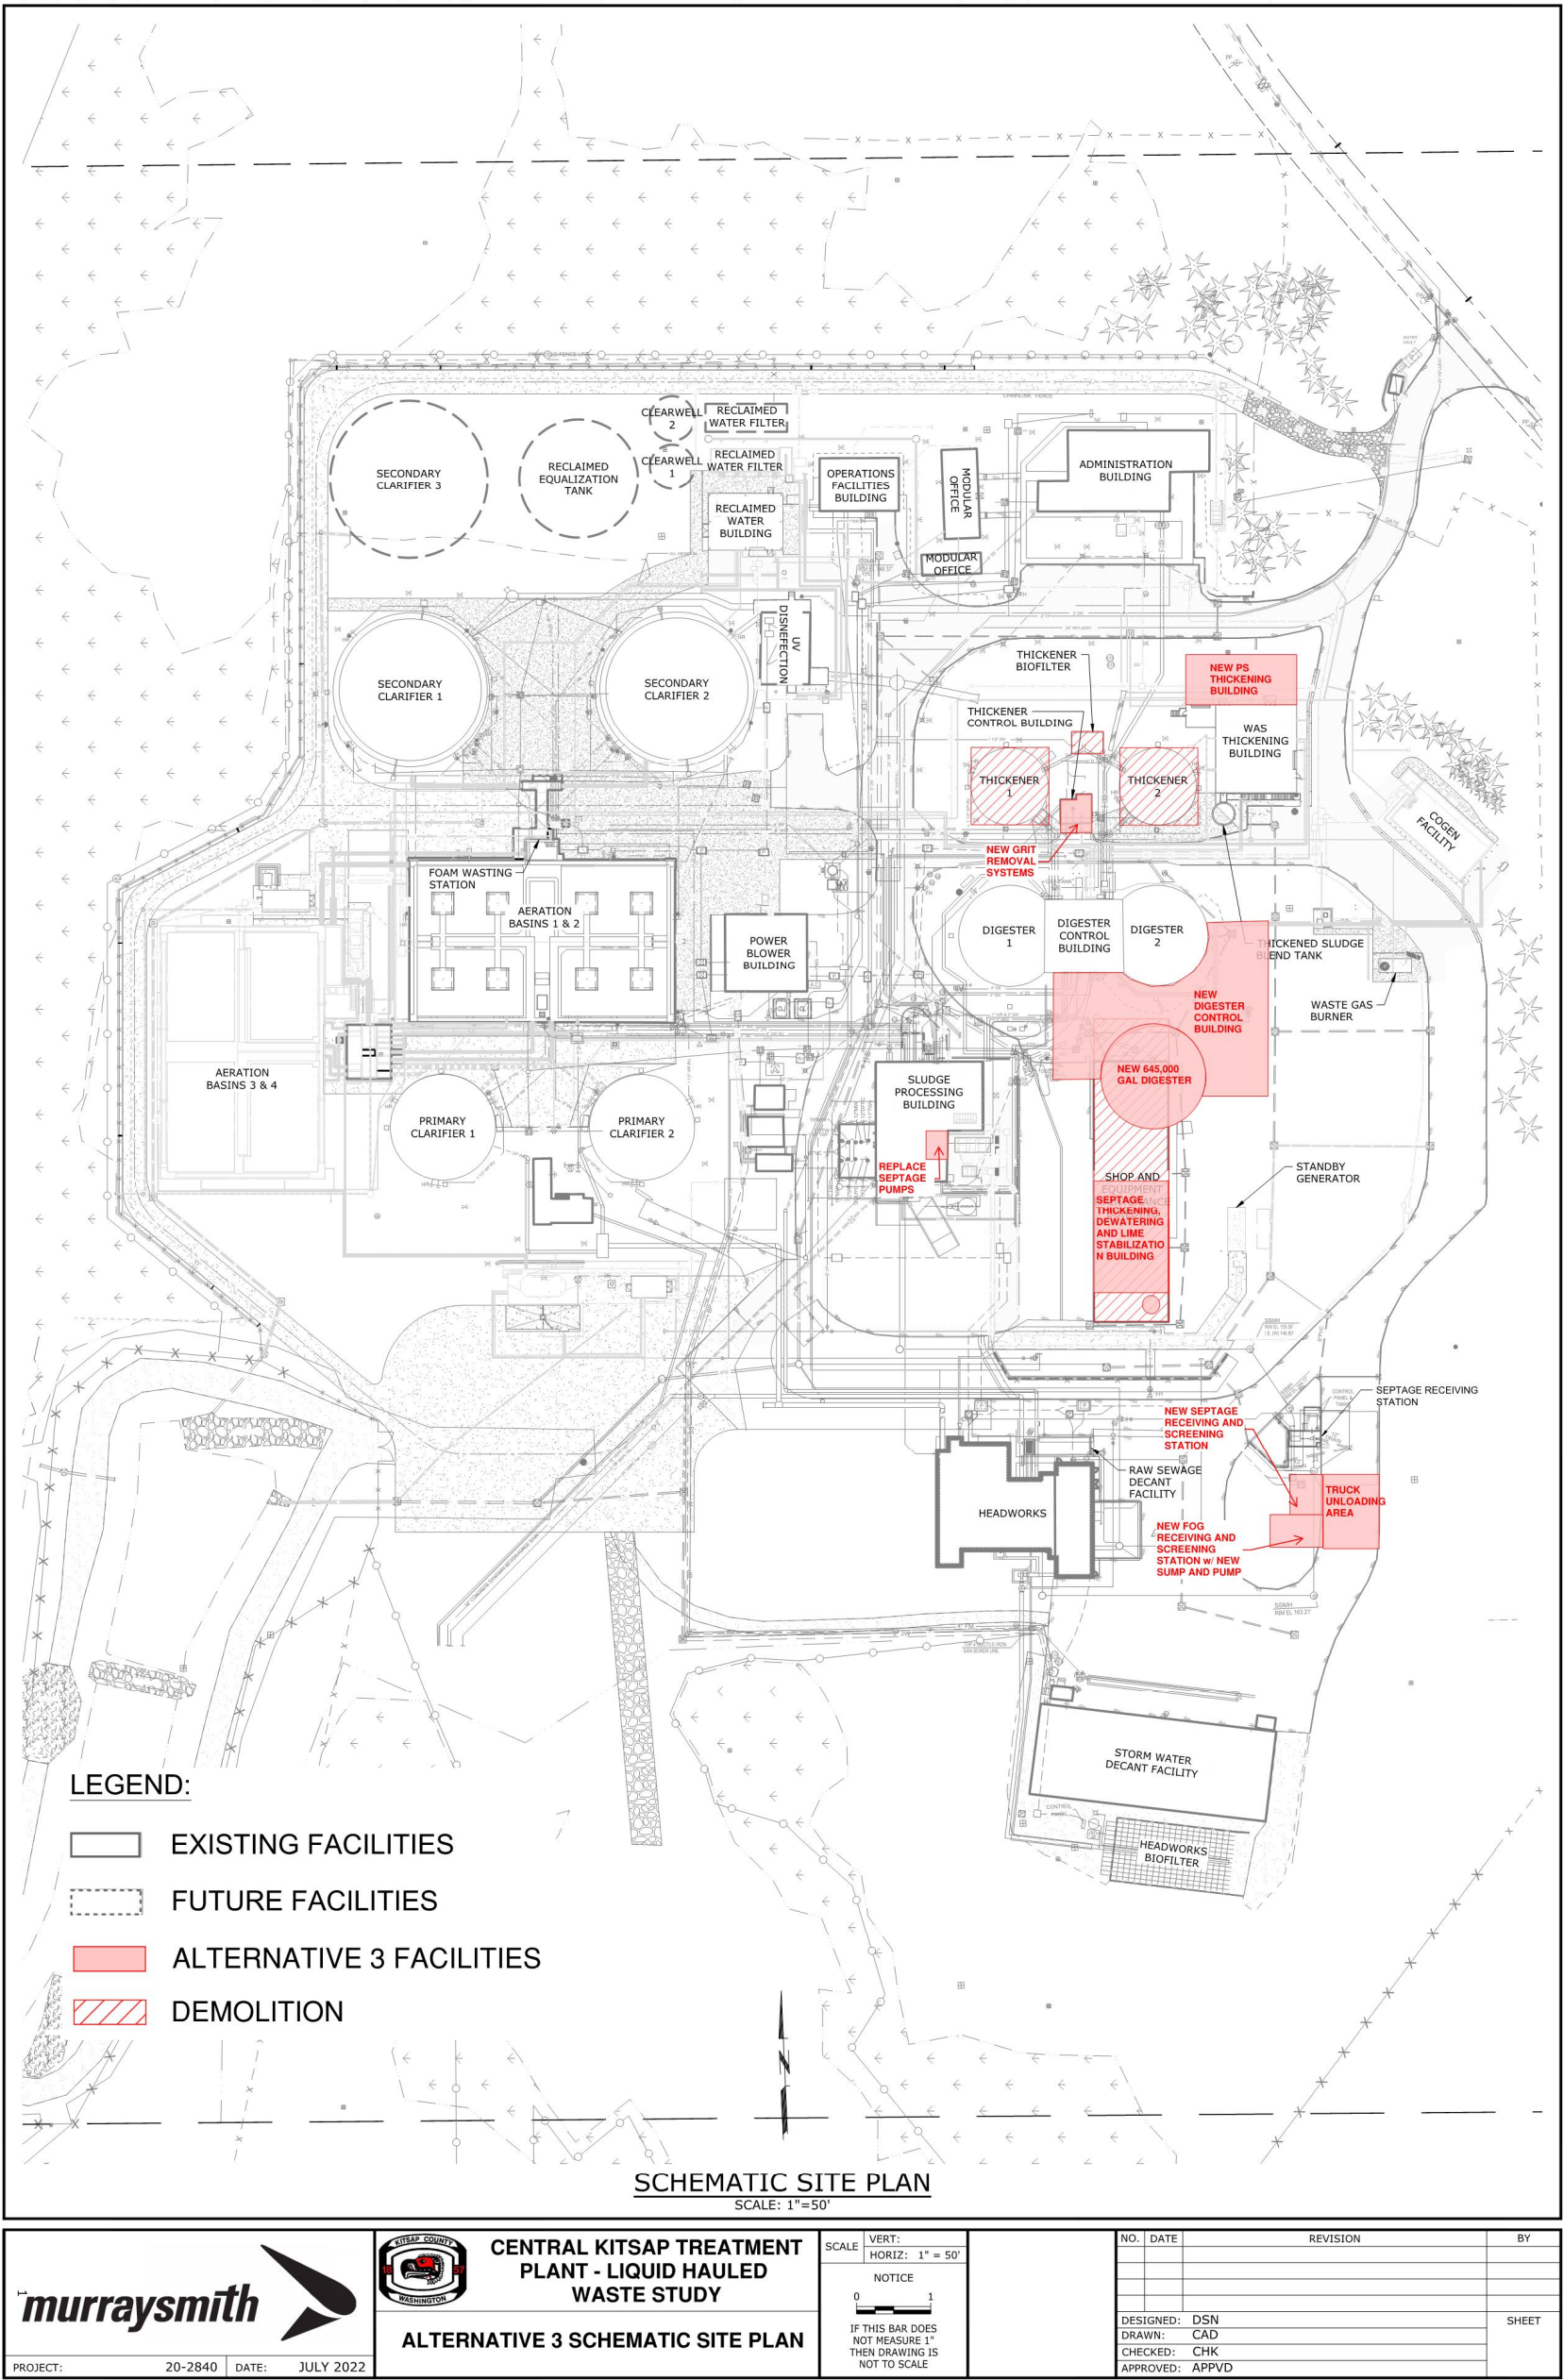 SECONDARY
CLARIFIER 3
RECLAIMED
EQUALIZATION
TANK
CLEARWELL
2
RECLAIMED
WATER FILTER
CLEARWELL
1
RECLAIMED
WATER FILTER
RECLAIMED
WATER
BUILDING
OPERATIONS
FACILITIES
BUILDING
MODULAR
OFFICE
MODULAR
OFFICE
ADMINISTRATION
BUILDING
SECONDARY
CLARIFIER 1
SECONDARY
CLARIFIER 2
UV
DISNEFECTION
THICKENER
BIOFILTER
THICKENER
CONTROL BUILDING
NEW PS
THICKENING
BUILDING
WAS
THICKENING
BUILDING
THICKENER
1
THICKENER
2
COGEN
FACILITY
NEW GRIT
REMOVAL
SYSTEMS
FOAM WASTING
STATION
AERATION
BASINS 1 & 2
POWER
BLOWER
BUILDING
DIGESTER
1
DIGESTER
CONTROL
BUILDING
DIGESTER
2
THICKENED SLUDGE
BLEND TANK
NEW
DIGESTER
CONTROL
BUILDING
WASTE GAS
BURNER
AERATION
BASINS 3 & 4
PRIMARY
CLARIFIER 1
PRIMARY
CLARIFIER 2
SLUDGE
PROCESSING
BUILDING
NEW 645,000
GAL DIGESTER
REPLACE
SEPTAGE
PUMPS
SHOP AND
EQUIPMENT
SEPTAGE
THICKENING,
DEWATERING
AND LIME
STABILIZATIO
N BUILDING
STANDBY
GENERATOR
SEPTAGE RECEIVING
STATION
NEW SEPTAGE
RECEIVING AND
SCREENING
STATION
RAW SEWAGE
DECANT
FACILITY
HEADWORKS
TRUCK
UNLOADING
AREA
NEW FOG
RECEIVING AND
SCREENING
STATION w/ NEW
SUMP AND PUMP
STORM WATER
DECANT FACILITY
HEADWORKS
BIOFILTER
LEGEND:
EXISTING FACILITIES
FUTURE FACILITIES
ALTERNATIVE 3 FACILITIES
DEMOLITION
N
SCHEMATIC SITE PLAN
SCALE: 1"=50'
murraysmith
PROJECT: 20-2840 DATE: JULY 2022
KITSAP COUNTY
18 57
WASHINGTON
CENTRAL KITSAP TREATMENT
PLANT - LIQUID HAULED
WASTE STUDY
ALTERNATIVE 3 SCHEMATIC SITE PLAN
SCALE
VERT:
HORIZ: 1" = 50'
NOTICE
0 1
IF THIS BAR DOES
NOT MEASURE 1"
THEN DRAWING IS
NOT TO SCALE
NO. DATE REVISION BY
DESIGNED: DSN
DRAWN: CAD
CHECKED: CHK
APPROVED: APPVD
SHEET